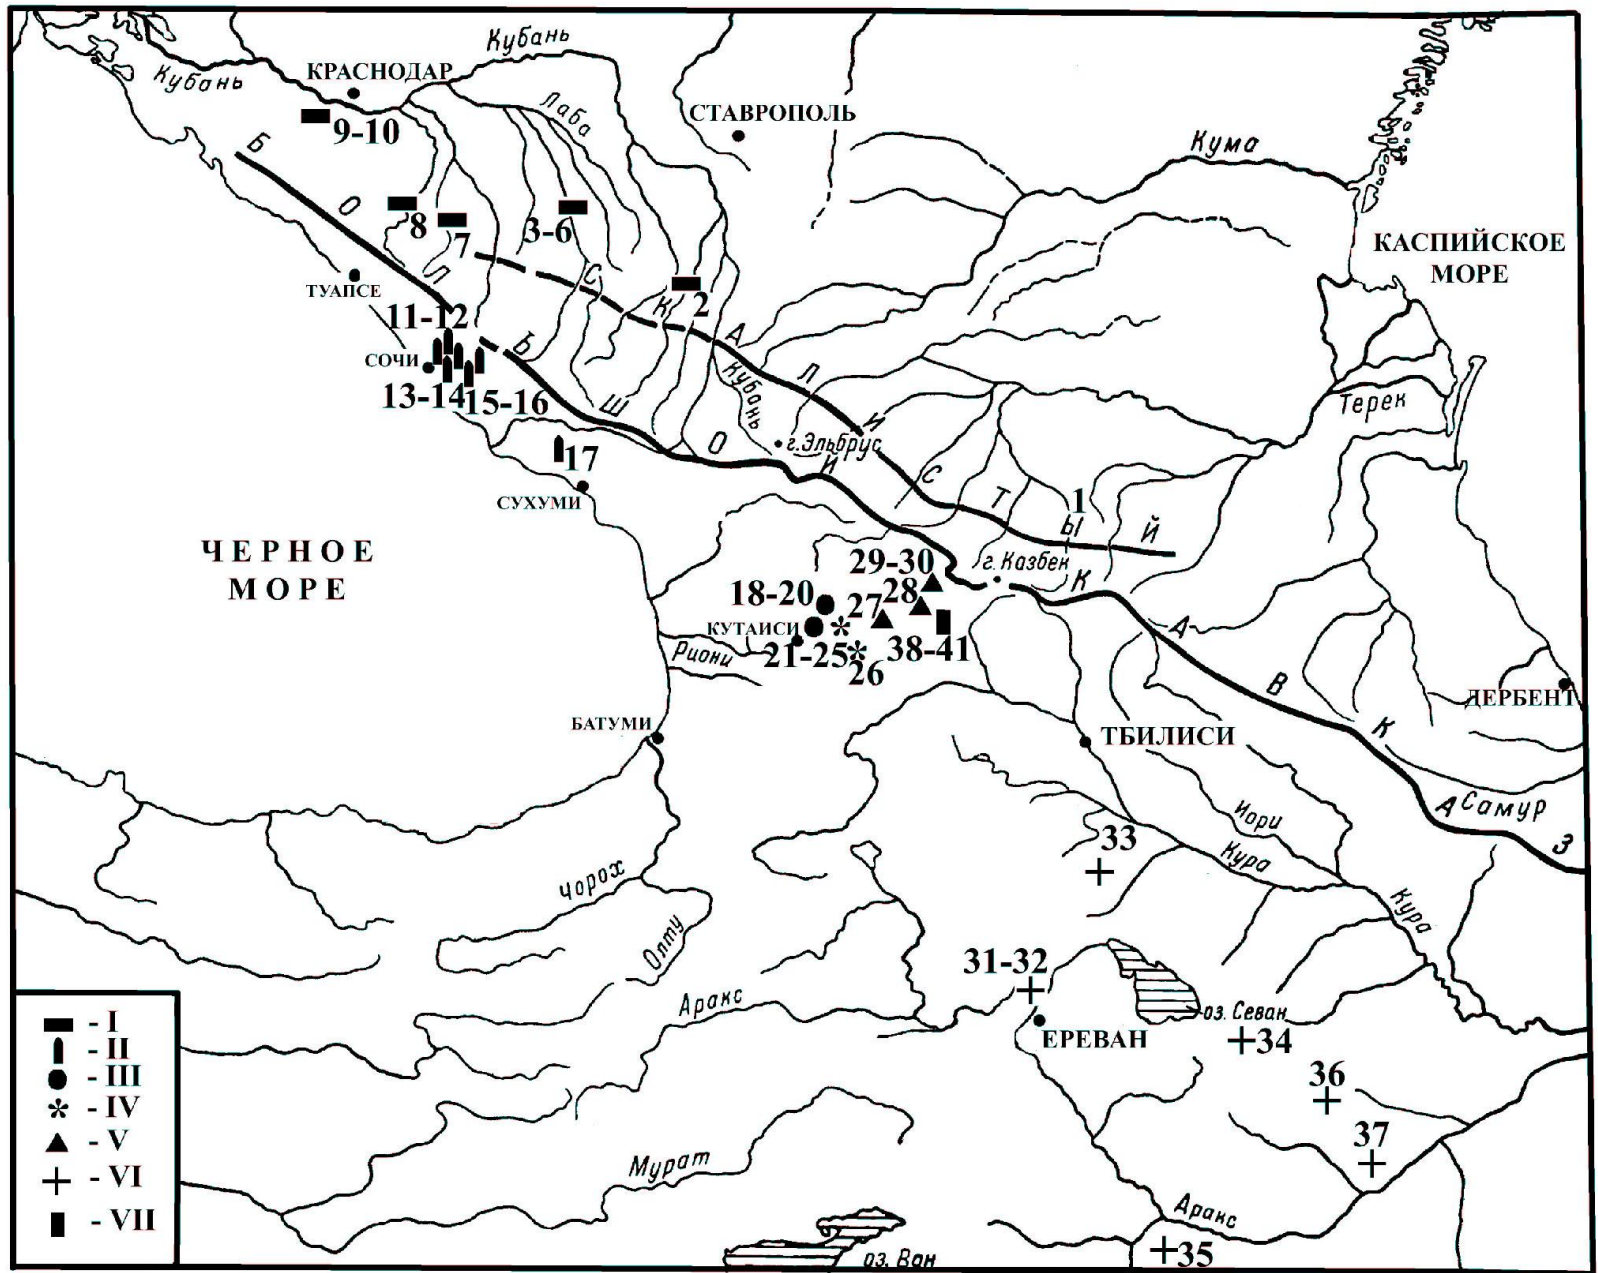 Кубань
Кубань
КРАСНОДАР
Лаба
СТАВРОПОЛЬ
9-10
Кума
БОЛЬШОЙ КАВКАЗ
СКАЛИСТЫЙ
8
7
3-6
КАСПИЙСКОЕ
МОРЕ
ТУАПСЕ
2
11-12
СОЧИ
13-14
15-16
Кубань
Терек
г.Эльбрус
17
СУХУМИ
1
ЧЕРНОЕ
МОРЕ
29-30
г.Казбек
18-20
27
28
КУТАИСИ
Риони
21-25
38-41
26
ДЕРБЕНТ
БАТУМИ
ТБИЛИСИ
Самур
Иори
33
Кура
Чорох
Кура
Олту
31-32
Аракс
оз.Севан
ЕРЕВАН
34
36
37
Мурат
Аракс
35
оз.Ван
- I
- II
- III
- IV
- V
- VI
- VII